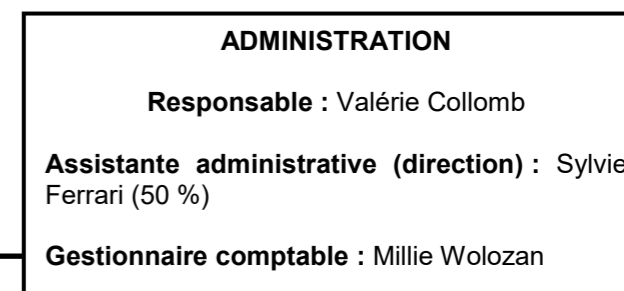 ADMINISTRATION
Responsable : Valérie Collomb
Assistante administrative (direction) : Sylvie
Ferrari (50 %)
Gestionnaire comptable : Millie Wolozan